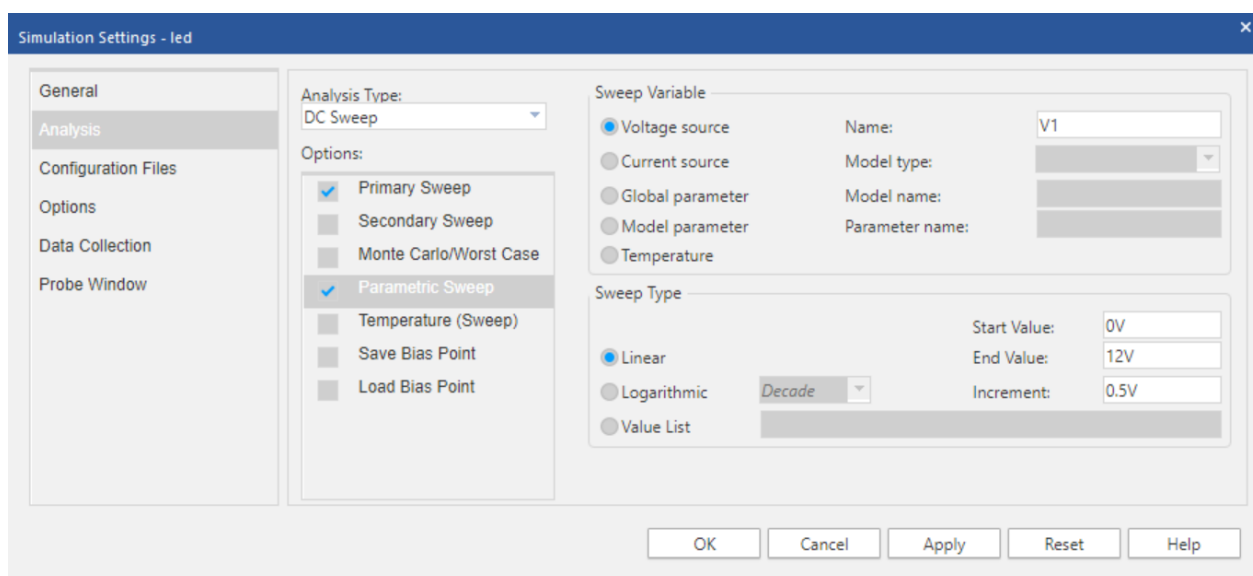 Simulation Settings - led
×
General
Analysis
Configuration Files
Options
Data Collection
Probe Window
Analysis Type:
DC Sweep
Options:
Primary Sweep
Secondary Sweep
Monte Carlo/Worst Case
Parametric Sweep
Temperature (Sweep)
Save Bias Point
Load Bias Point
Sweep Variable
Voltage source Name: V1
Current source Model type:
Global parameter Model name:
Model parameter Parameter name:
Temperature
Sweep Type
Start Value: 0V
Linear End Value: 12V
Logarithmic Decade Increment: 0.5V
Value List
OK Cancel Apply Reset Help